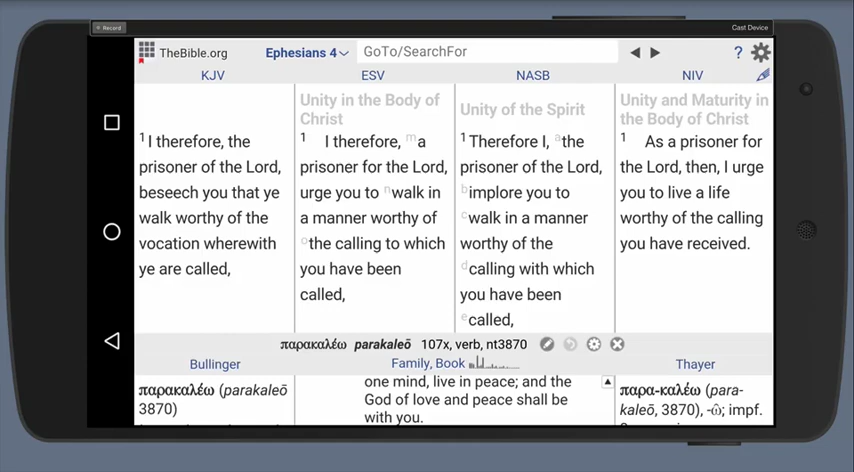 Record
Cast Device
TheBible.org
Ephesians 4
GoTo/SearchFor
?
KJV
ESV
NASB
NIV
1 I therefore, the
prisoner of the Lord,
beseech you that ye
walk worthy of the
vocation wherewith
ye are called,
Unity in the Body of
Christ
1 I therefore, m a
prisoner for the Lord,
urge you to n walk in
a manner worthy of
o the calling to which
you have been
called,
Unity of the Spirit
1 Therefore I, a the
prisoner of the Lord,
b implore you to
c walk in a manner
worthy of the
d calling with which
you have been
e called,
Unity and Maturity in
the Body of Christ
1 As a prisoner for
the Lord, then, I urge
you to live a life
worthy of the calling
you have received.
παρακαλέω parakaleō 107x, verb, nt3870
Bullinger
Family, Book
Thayer
παρακαλέω (parakaleō
3870)
one mind, live in peace; and the
God of love and peace shall be
with you.
παρα-καλέω (para-
kaleō, 3870), -ῶ; impf.